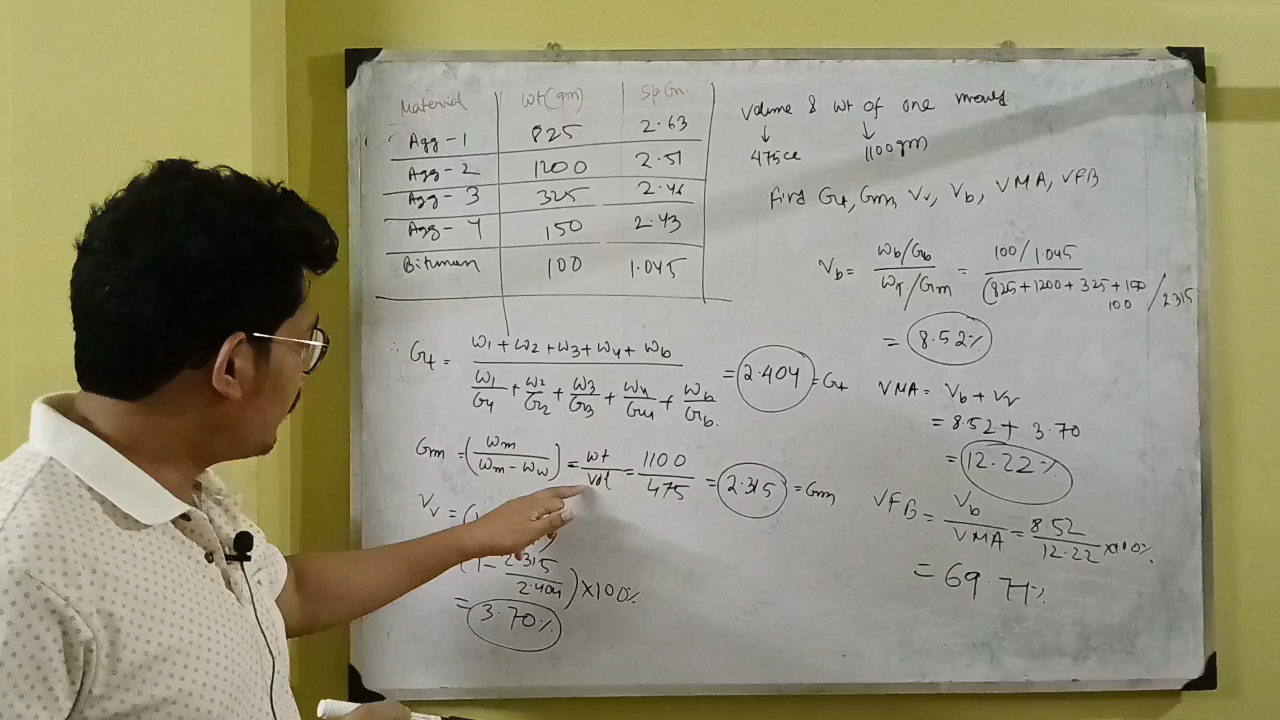 Material Wt(gm) Sp Gr.
Agg-1 825 2.63
Agg-2 1200 2.51
Agg-3 325 2.46
Agg-4 150 2.43
Bitumen 100 1.045
Volume & wt of one mould
↓ ↓
475cc 1100gm
Find Gt, Gm, Vv, Vb, VMA, VFB
∴ Gt = (W1 + W2 + W3 + W4 + Wb) / (W1/G1 + W2/G2 + W3/G3 + W4/G4 + Wb/Gb.) = 2.404 = Gt
Gm = (Wm / (Wm - Ww)) = wt/vol = 1100/475 = 2.315 = Gm
Vv = (
(1 - 2.315/2.404) × 100%
= 3.70%
Vb = (Wb/Gb) / (WT/Gm) = (100/1.045) / ((825+1200+325+150 100 / 2315)
= 8.52%
VMA = Vb + Vv
= 8.52 + 3.70
= 12.22%
VFB = Vb/VMA = 8.52/12.22 × 100%
= 69.71%